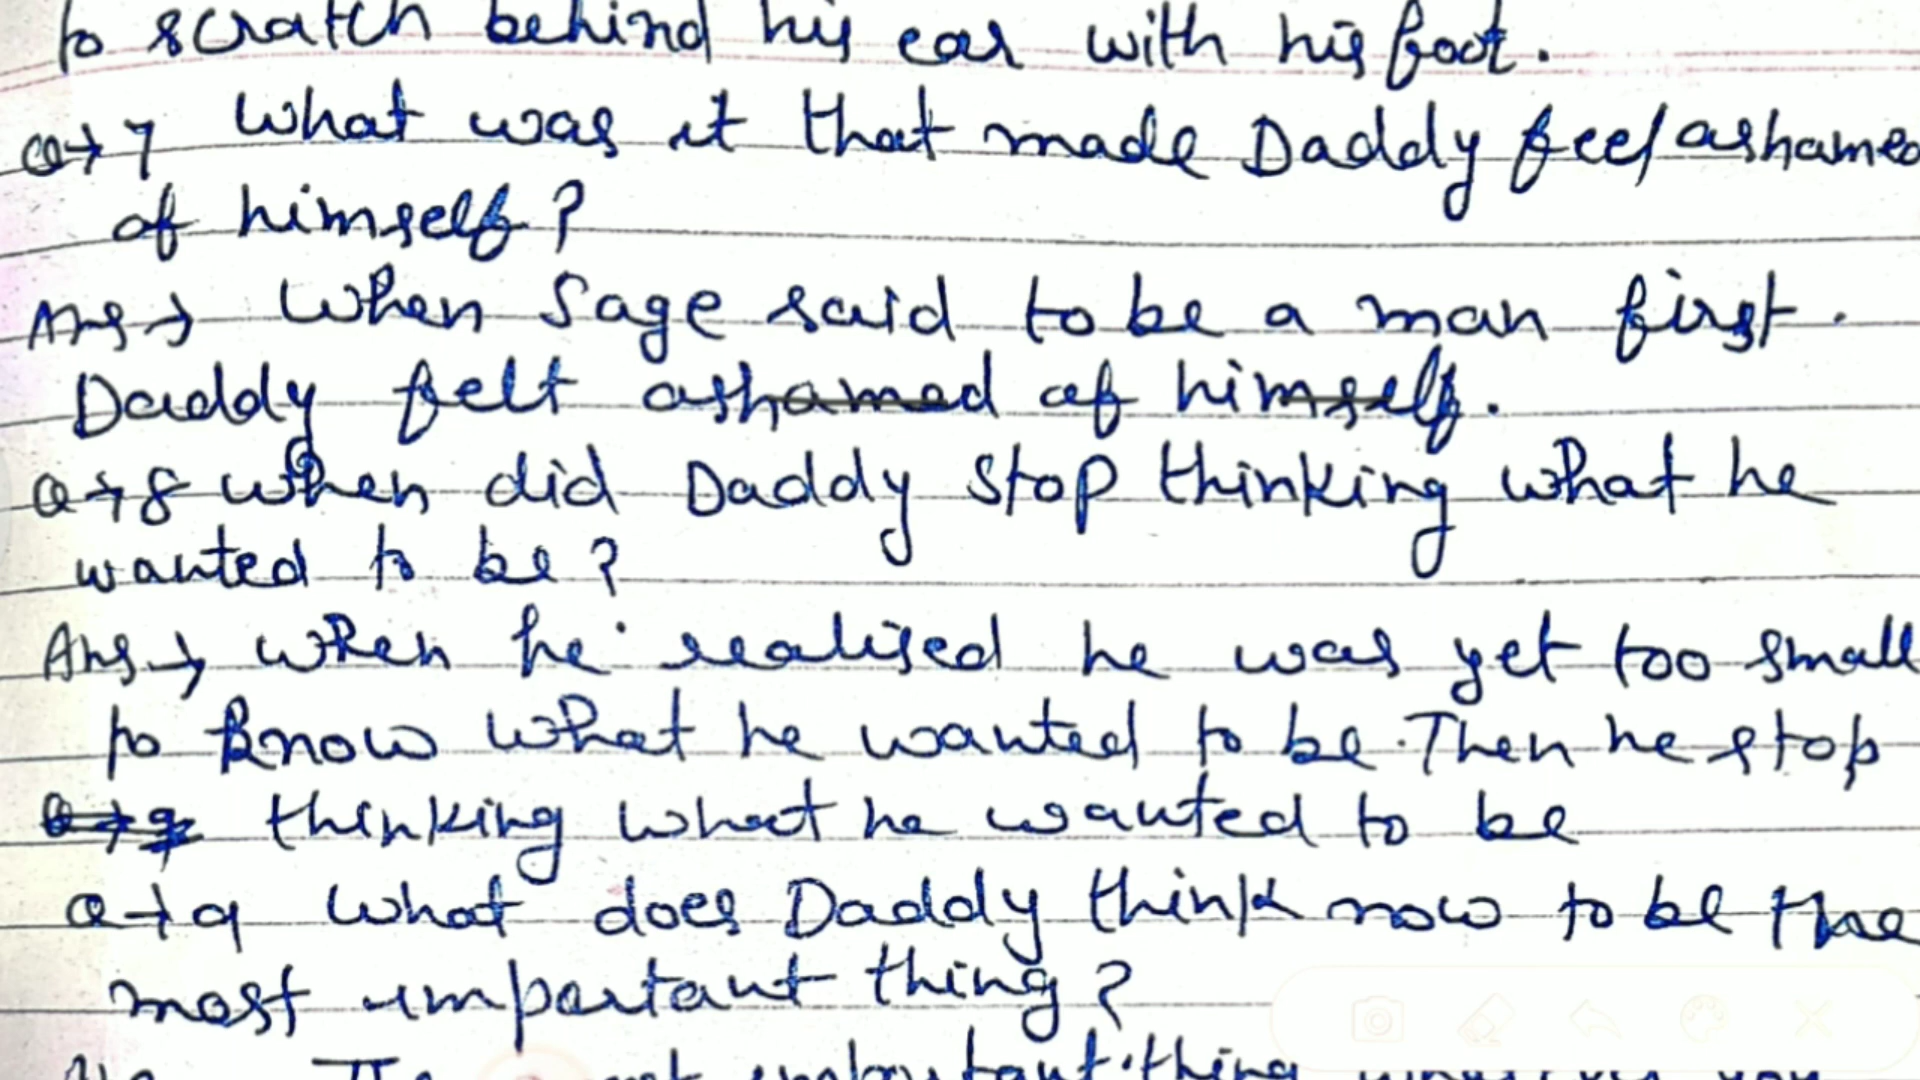 to scratch behind his ear with his foot.
Q→7 What was it that made Daddy feel ashamed
of himself?
Ans→ When Sage said to be a man first.
Daddy felt ashamed of himself.
Q→8 When did Daddy stop thinking what he
wanted to be?
Ans→ When he realised he was yet too small
to know what he wanted to be. Then he stop
Q→9 thinking what he wanted to be
Q→9 What does Daddy think now to be the
most important thing?
important thing